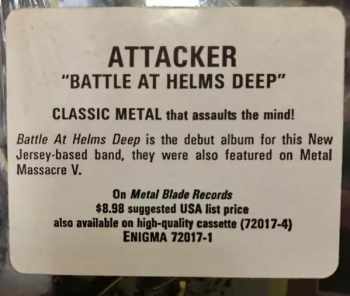 ATTACKER
"BATTLE AT HELMS DEEP"
CLASSIC METAL that assaults the mind!
Battle At Helms Deep is the debut album for this New
Jersey-based band, they were also featured on Metal
Massacre V.
On Metal Blade Records
$8.98 suggested USA list price
also available on high-quality cassette (72017-4)
ENIGMA 72017-1